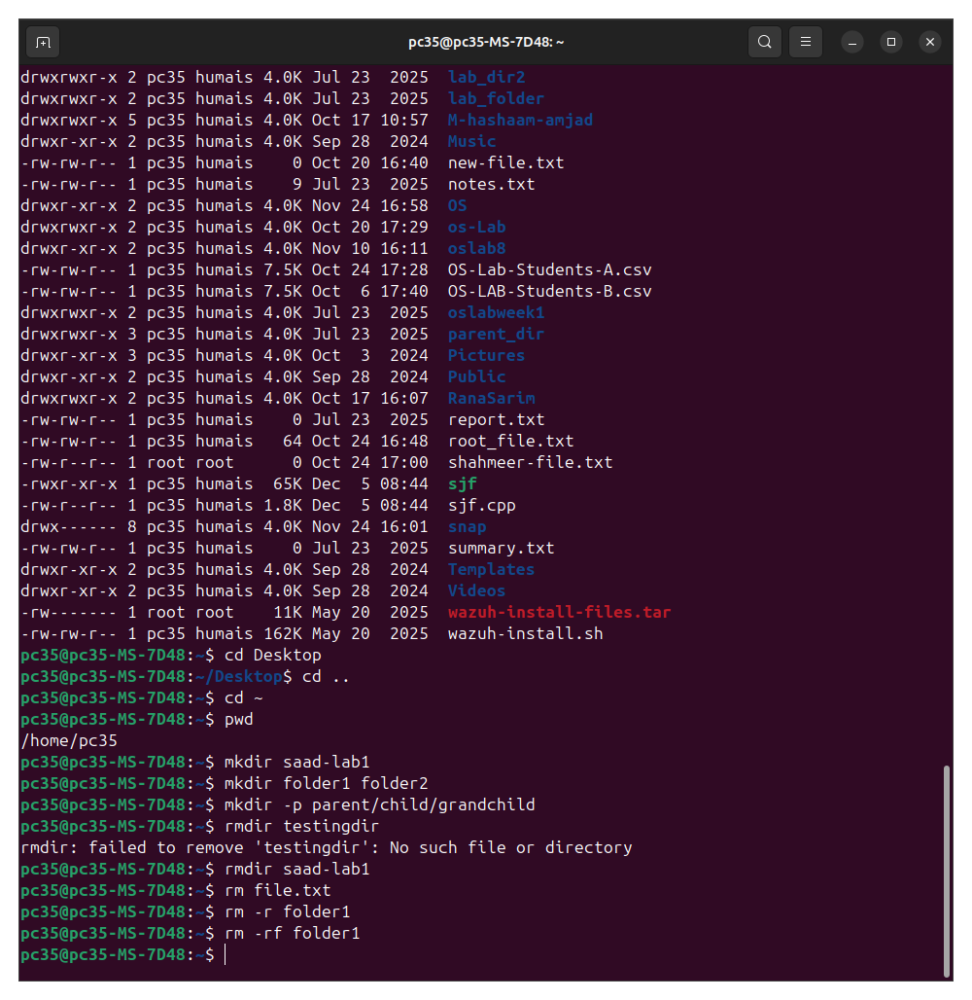 pc35@pc35-MS-7D48: ~
drwxrwxr-x 2 pc35 humais 4.0K Jul 23  2025  lab_dir2
drwxrwxr-x 2 pc35 humais 4.0K Jul 23  2025  lab_folder
drwxrwxr-x 5 pc35 humais 4.0K Oct 17 10:57  M-hashaam-amjad
drwxr-xr-x 2 pc35 humais 4.0K Sep 28  2024  Music
-rw-rw-r-- 1 pc35 humais    0 Oct 20 16:40  new-file.txt
-rw-rw-r-- 1 pc35 humais    9 Jul 23  2025  notes.txt
drwxr-xr-x 2 pc35 humais 4.0K Nov 24 16:58  OS
drwxrwxr-x 2 pc35 humais 4.0K Oct 20 17:29  os-Lab
drwxr-xr-x 2 pc35 humais 4.0K Nov 10 16:11  oslab8
-rw-rw-r-- 1 pc35 humais 7.5K Oct 24 17:28  OS-Lab-Students-A.csv
-rw-rw-r-- 1 pc35 humais 7.5K Oct  6 17:40  OS-LAB-Students-B.csv
drwxrwxr-x 2 pc35 humais 4.0K Jul 23  2025  oslabweek1
drwxrwxr-x 3 pc35 humais 4.0K Jul 23  2025  parent_dir
drwxr-xr-x 3 pc35 humais 4.0K Oct  3  2024  Pictures
drwxr-xr-x 2 pc35 humais 4.0K Sep 28  2024  Public
drwxrwxr-x 2 pc35 humais 4.0K Oct 17 16:07  RanaSarim
-rw-rw-r-- 1 pc35 humais    0 Jul 23  2025  report.txt
-rw-rw-r-- 1 pc35 humais   64 Oct 24 16:48  root_file.txt
-rw-r--r-- 1 root root      0 Oct 24 17:00  shahmeer-file.txt
-rwxr-xr-x 1 pc35 humais  65K Dec  5 08:44  sjf
-rw-r--r-- 1 pc35 humais 1.8K Dec  5 08:44  sjf.cpp
drwx------ 8 pc35 humais 4.0K Nov 24 16:01  snap
-rw-rw-r-- 1 pc35 humais    0 Jul 23  2025  summary.txt
drwxr-xr-x 2 pc35 humais 4.0K Sep 28  2024  Templates
drwxr-xr-x 2 pc35 humais 4.0K Sep 28  2024  Videos
-rw------- 1 root root    11K May 20  2025  wazuh-install-files.tar
-rw-rw-r-- 1 pc35 humais 162K May 20  2025  wazuh-install.sh
pc35@pc35-MS-7D48:~$ cd Desktop
pc35@pc35-MS-7D48:~/Desktop$ cd ..
pc35@pc35-MS-7D48:~$ cd ~
pc35@pc35-MS-7D48:~$ pwd
/home/pc35
pc35@pc35-MS-7D48:~$ mkdir saad-lab1
pc35@pc35-MS-7D48:~$ mkdir folder1 folder2
pc35@pc35-MS-7D48:~$ mkdir -p parent/child/grandchild
pc35@pc35-MS-7D48:~$ rmdir testingdir
rmdir: failed to remove 'testingdir': No such file or directory
pc35@pc35-MS-7D48:~$ rmdir saad-lab1
pc35@pc35-MS-7D48:~$ rm file.txt
pc35@pc35-MS-7D48:~$ rm -r folder1
pc35@pc35-MS-7D48:~$ rm -rf folder1
pc35@pc35-MS-7D48:~$